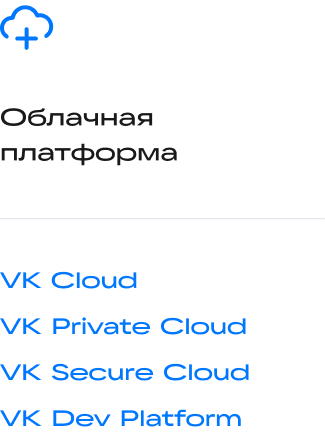 Облачная
платформа
VK Cloud
VK Private Cloud
VK Secure Cloud
VK Dev Platform